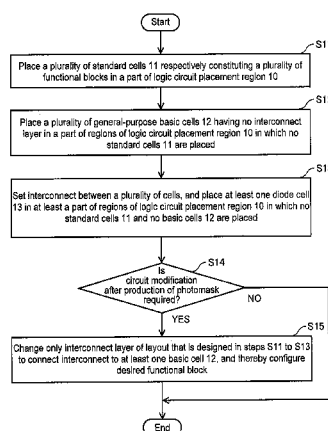 Start
S1
Place a plurality of standard cells 11 respectively constituting a plurality of
functional blocks in a part of logic circuit placement region 10
S1
Place a plurality of general-purpose basic cells 12 having no interconnect
layer in a part of regions of logic circuit placement region 10 in which no
standard cells 11 are placed
S1
Set interconnect between a plurality of cells, and place at least one diode cell
13 in at least a part of regions of logic circuit placement region 10 in which
no standard cells 11 and no basic cells 12 are placed
S14
Is
circuit modification
after production of photomask
required?
NO
YES
S15
Change only interconnect layer of layout that is designed in staps S11 to S13
to connect interconnect to at least one basic cell 12, and thereby configure
desired functional block
End